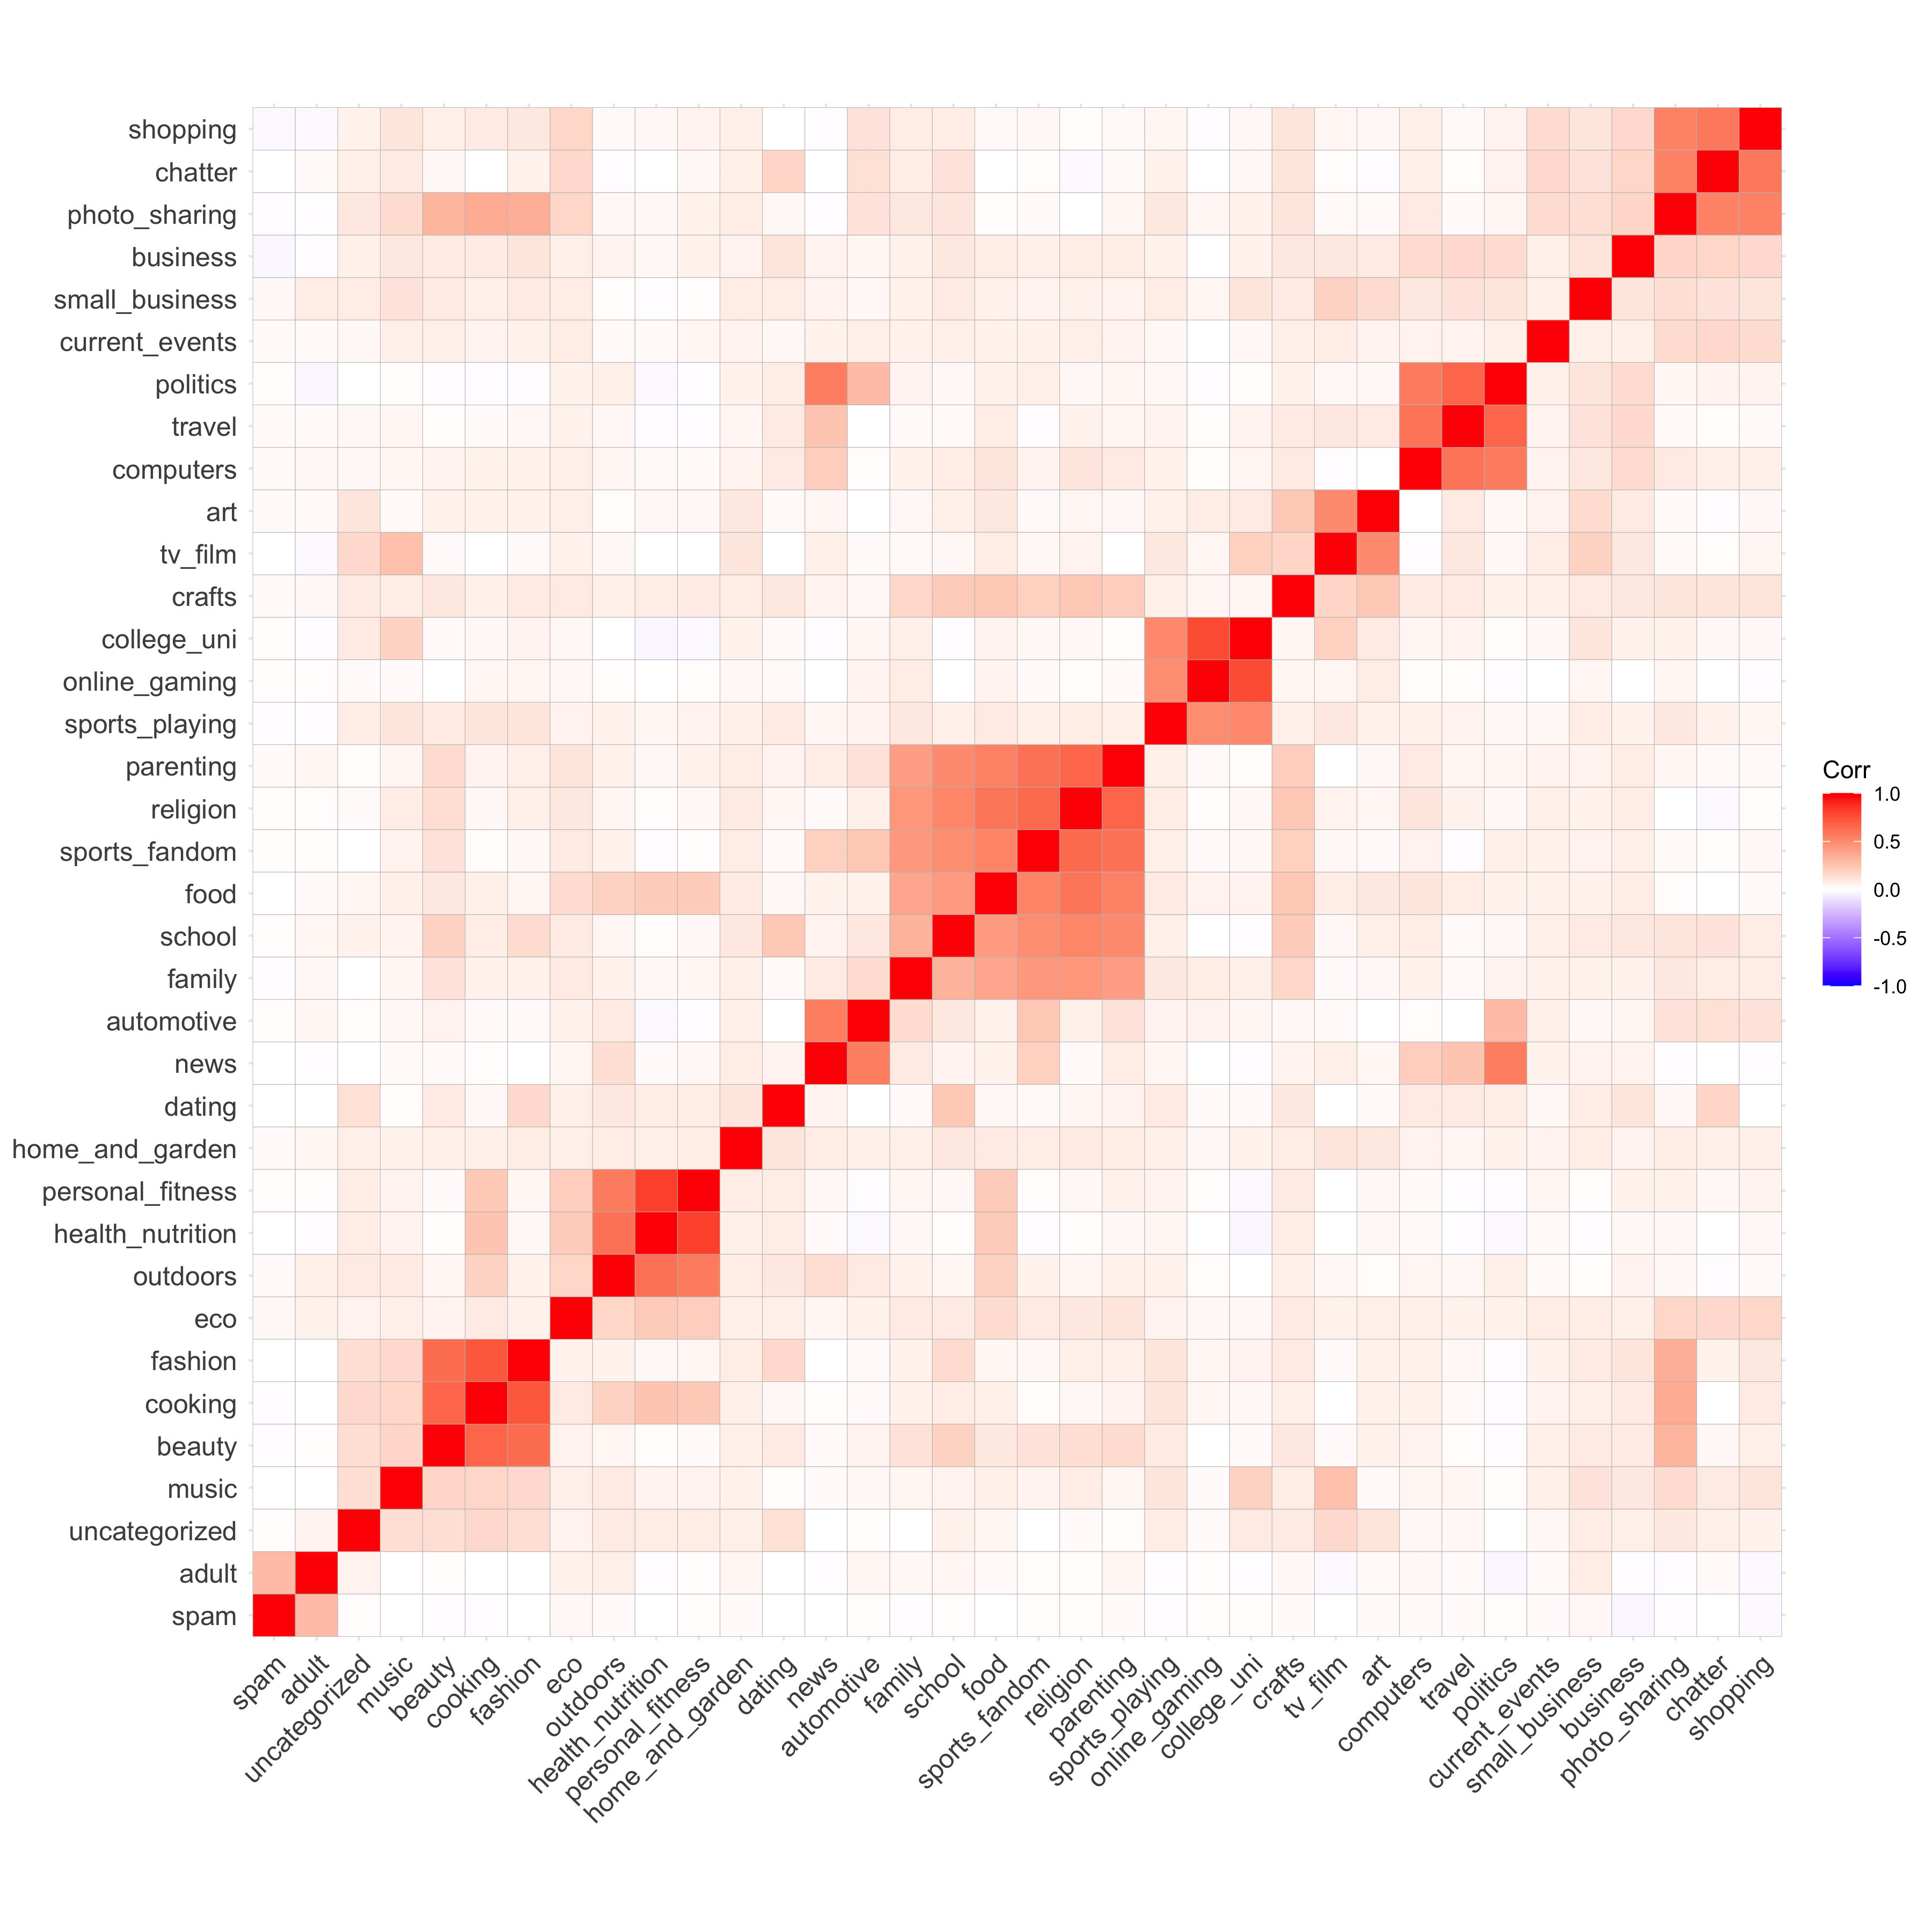 shopping
chatter
photo_sharing
business
small_business
current_events
politics
travel
computers
art
tv_film
crafts
college_uni
online_gaming
sports_playing
parenting
religion
sports_fandom
food
school
family
automotive
news
dating
home_and_garden
personal_fitness
health_nutrition
outdoors
eco
fashion
cooking
beauty
music
uncategorized
adult
spam
spam
adult
uncategorized
music
beauty
cooking
fashion
eco
outdoors
health_nutrition
personal_fitness
home_and_garden
dating
news
automotive
family
school
food
sports_fandom
religion
parenting
sports_playing
online_gaming
college_uni
crafts
tv_film
art
computers
travel
politics
current_events
small_business
business
photo_sharing
chatter
shopping
Corr
1.0
0.5
0.0
-0.5
-1.0